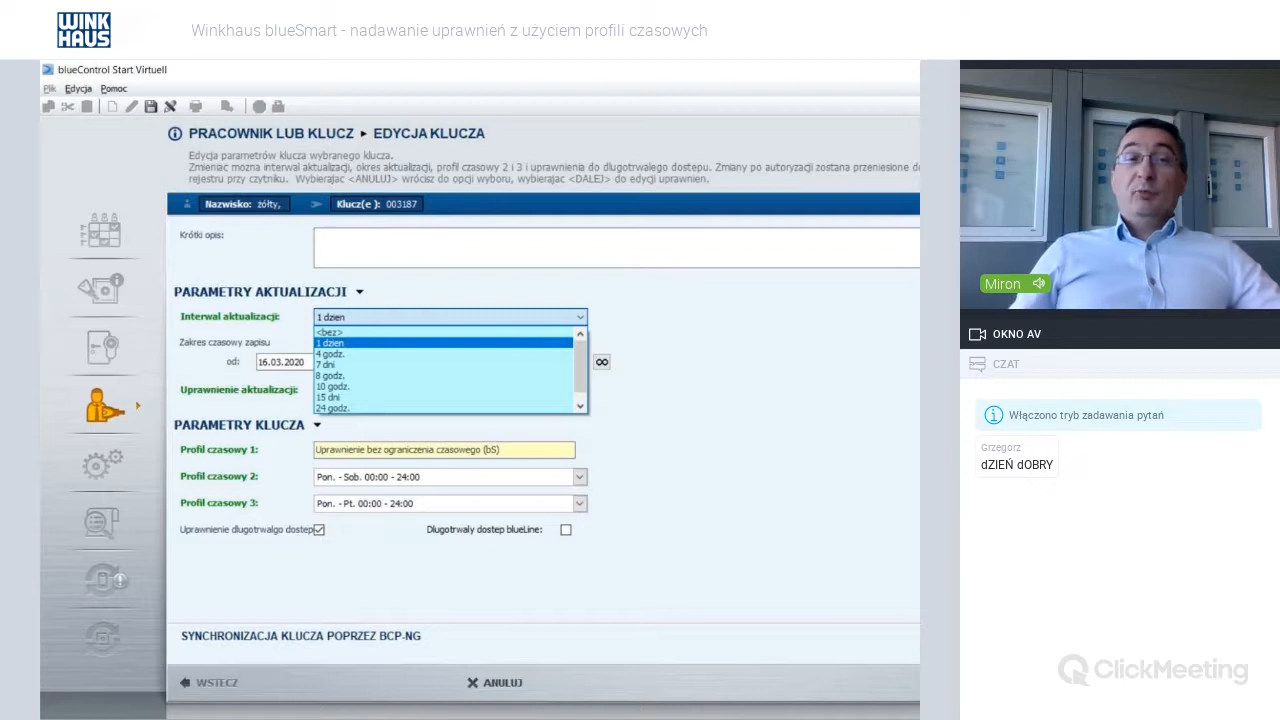 WINK
HAUS
Winkhaus blueSmart - nadawanie uprawnień z użyciem profili czasowych
blueControl Start Virtuell
Plik Edycja Pomoc
PRACOWNIK LUB KLUCZ ▸ EDYCJA KLUCZA
Edycja parametrów klucza wybranego klucza.
Zmieniac mozna interwal aktualizacji, okres aktualizacji, profil czasowy 2 i 3 i uprawnienia do dlugotrwalego dostepu. Zmiany po autoryzacji zostana przeniesione do
rejestru przy czytniku. Wybierajac <ANULUJ> wrócisz do opcji wyboru, wybierajac <DALEJ> do edycji uprawnien.
Nazwisko: żółty,
Klucz(e ): 003187
Krótki opis:
PARAMETRY AKTUALIZACJI
Interwal aktualizacji:
1 dzien
<bez>
1 dzien
4 godz.
7 dni
8 godz.
10 godz.
15 dni
24 godz.
Zakres czasowy zapisu
od: 16.03.2020
Uprawnienie aktualizacji:
PARAMETRY KLUCZA
Profil czasowy 1: Uprawnienie bez ograniczenia czasowego (bS)
Profil czasowy 2: Pon. - Sob. 00:00 - 24:00
Profil czasowy 3: Pon. - Pt. 00:00 - 24:00
Uprawnienie dlugotrwalgo dostep
Dlugotrwaly dostep blueLine:
SYNCHRONIZACJA KLUCZA POPRZEZ BCP-NG
WSTECZ
ANULUJ
Miron
OKNO AV
CZAT
Włączono tryb zadawania pytań
Grzegorz
dZIEŃ dOBRY
ClickMeeting